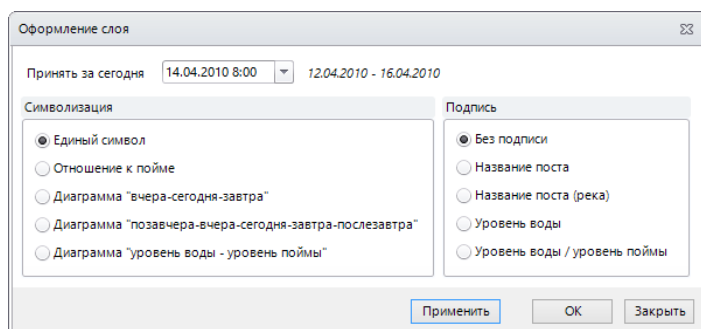 Оформление слоя
Принять за сегодня 14.04.2010 8:00 12.04.2010 - 16.04.2010
Символизация
Единый символ
Отношение к пойме
Диаграмма "вчера-сегодня-завтра"
Диаграмма "позавчера-вчера-сегодня-завтра-послезавтра"
Диаграмма "уровень воды - уровень поймы"
Подпись
Без подписи
Название поста
Название поста (река)
Уровень воды
Уровень воды / уровень поймы
Применить ОК Закрыть